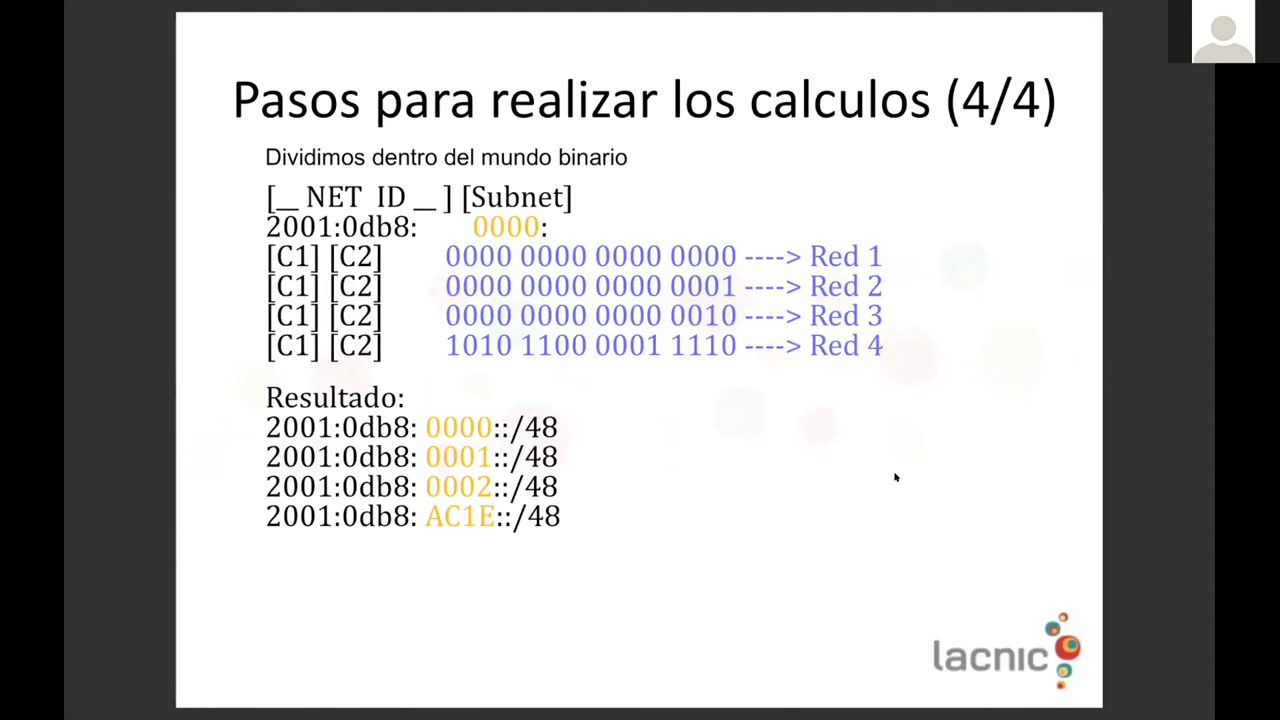 Pasos para realizar los calculos (4/4)
Dividimos dentro del mundo binario
[__ NET ID __ ] [Subnet]
2001:0db8: 0000:
[C1] [C2] 0000 0000 0000 0000 ----> Red 1
[C1] [C2] 0000 0000 0000 0001 ----> Red 2
[C1] [C2] 0000 0000 0000 0010 ----> Red 3
[C1] [C2] 1010 1100 0001 1110 ----> Red 4
Resultado:
2001:0db8: 0000::/48
2001:0db8: 0001::/48
2001:0db8: 0002::/48
2001:0db8: AC1E::/48
lacnic